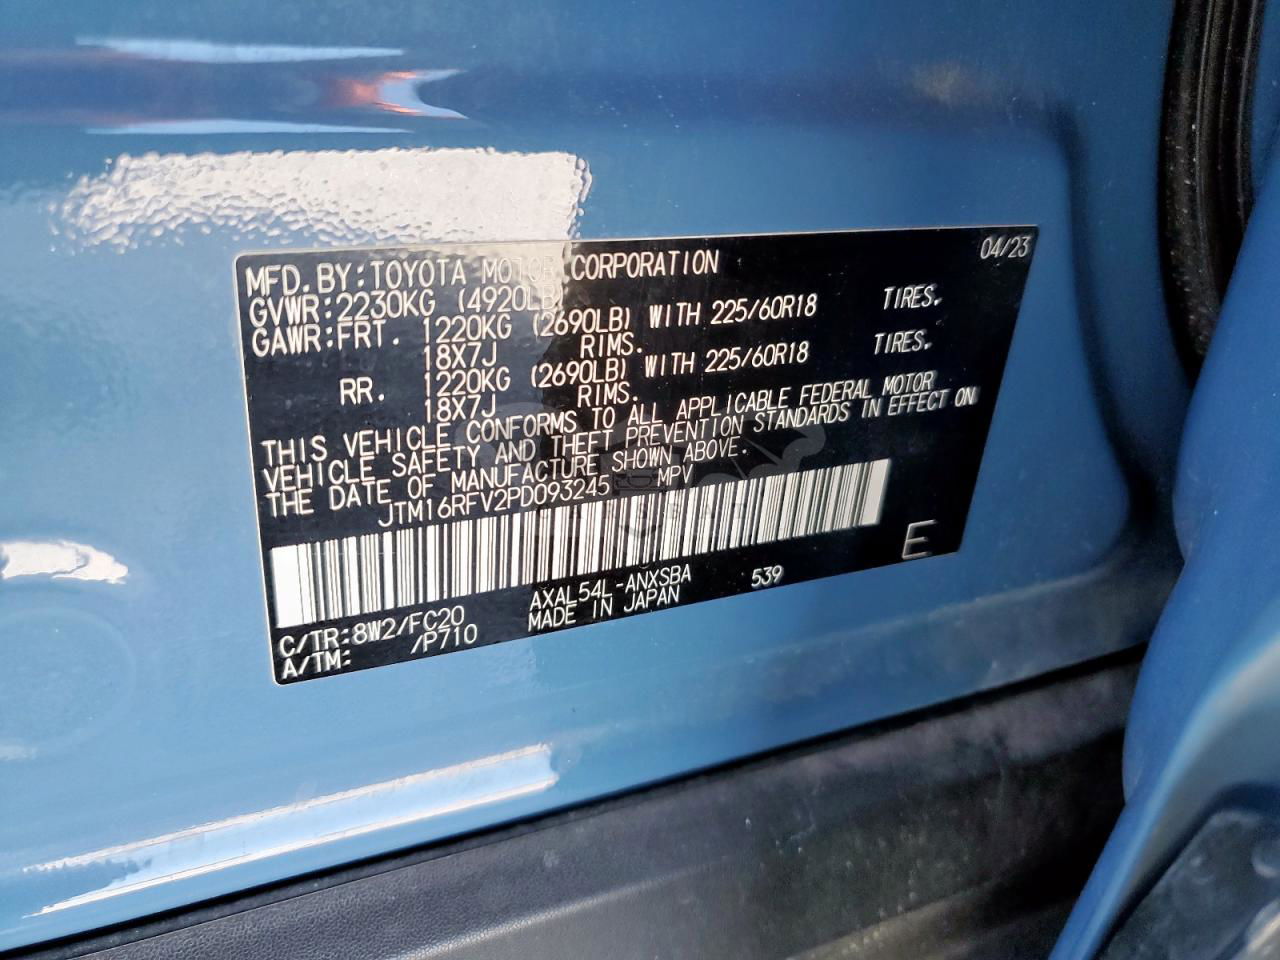 04/23
MFD.BY:TOYOTA MOTOR CORPORATION
GVWR:2230KG (4920LB)
GAWR:FRT. 1220KG (2690LB) WITH 225/60R18 TIRES.
18X7J RIMS.
RR. 1220KG (2690LB) WITH 225/60R18 TIRES.
18X7J RIMS.
THIS VEHICLE CONFORMS TO ALL APPLICABLE FEDERAL MOTOR
VEHICLE SAFETY AND THEFT PREVENTION STANDARDS IN EFFECT ON
THE DATE OF MANUFACTURE SHOWN ABOVE.
JTM16RFV2PD093245 MPV
E
C/TR:8W2/FC20 AXAL54L-ANXSBA 539
A/TM: /P710 MADE IN JAPAN